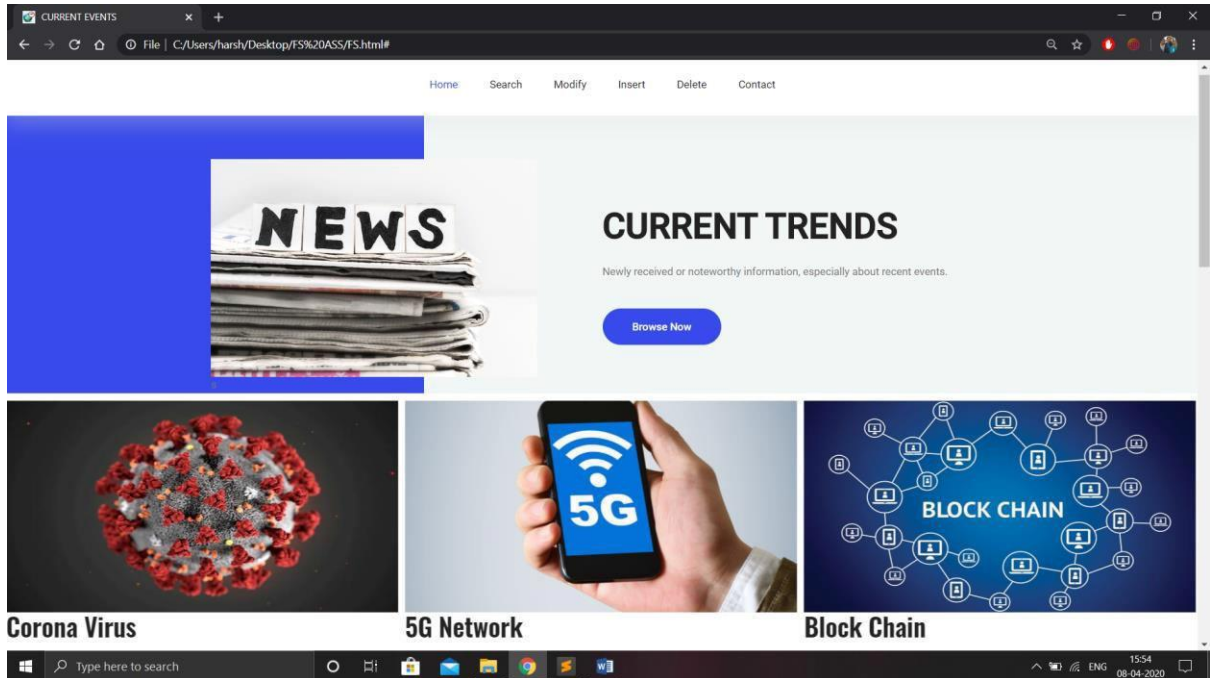 CURRENT EVENTS
File | C:/Users/harsh/Desktop/FS%20ASS/FS.html#
Home Search Modify Insert Delete Contact
NEWS
CURRENT TRENDS
Newly received or noteworthy information, especially about recent events.
Browse Now
5G
BLOCK CHAIN
Corona Virus 5G Network Block Chain
Type here to search
ENG
15:54
08-04-2020